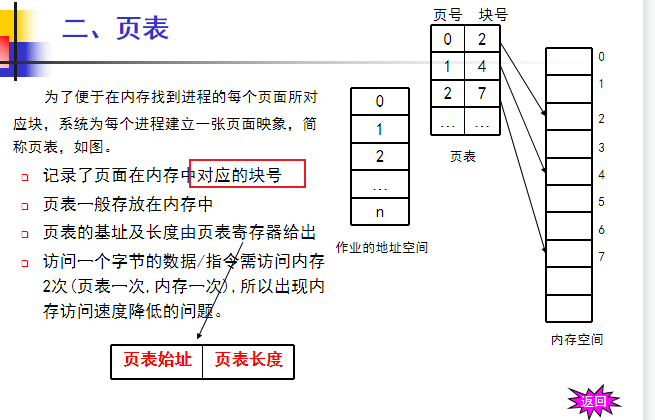 二、页表
为了便于在内存找到进程的每个页面所对
应块，系统为每个进程建立一张页面映象，简
称页表，如图。
记录了页面在内存中对应的块号
页表一般存放在内存中
页表的基址及长度由页表寄存器给出
访问一个字节的数据/指令需访问内存
2次(页表一次,内存一次),所以出现内
存访问速度降低的问题。
页表始址 页表长度
0
1
2
…
n
作业的地址空间
页号 块号
0 2
1 4
2 7
… …
页表
0
1
2
3
4
5
6
7
内存空间
返回